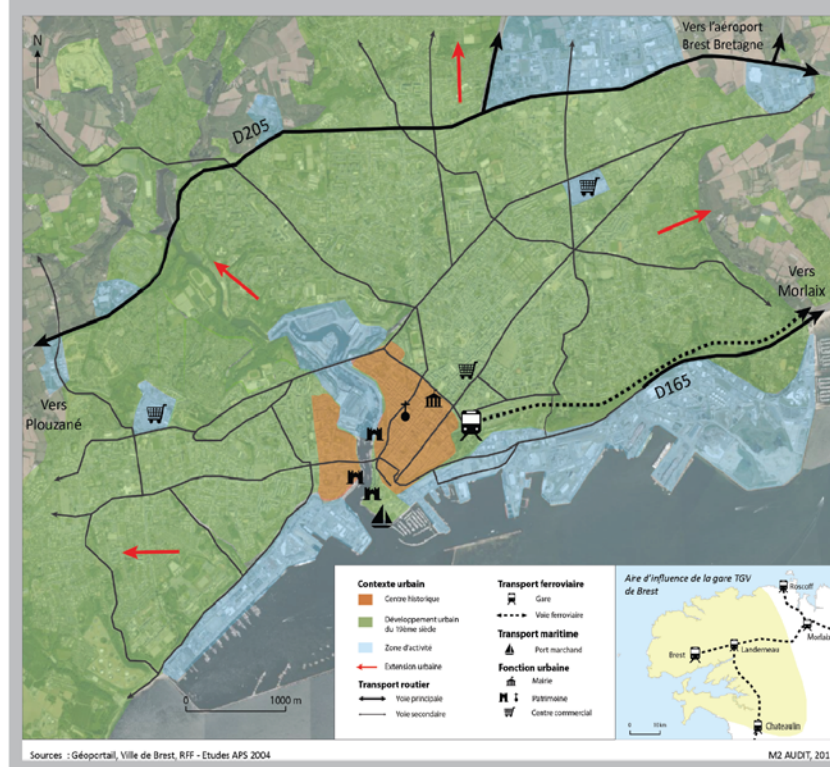 Vers l'aéroport
Brest Bretagne
N
D205
Vers
Morlaix
D165
Vers
Plouzané
0 1000 m
Contexte urbain
Centre historique
Développement urbain
du 19ème siècle
Zone d'activité
Extension urbaine
Transport routier
Voie principale
Voie secondaire
Transport ferroviaire
Gare
Voie ferroviaire
Transport maritime
Port marchand
Fonction urbaine
Mairie
Patrimoine
Centre commercial
Aire d'influence de la gare TGV
de Brest
Roscoff
Morlaix
Landerneau
Brest
Chateaulin
0 10 km
Sources : Géoportail, Ville de Brest, RFF - Etudes APS 2004
M2 AUDIT, 201